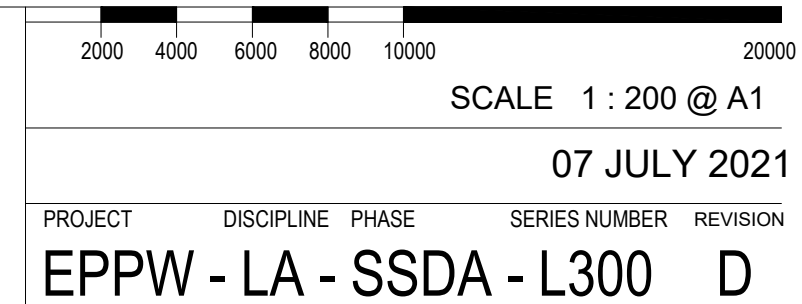 2000 4000 6000 8000 10000 20000
SCALE 1 : 200 @ A1
07 JULY 2021
PROJECT DISCIPLINE PHASE SERIES NUMBER REVISION
EPPW - LA - SSDA - L300 D